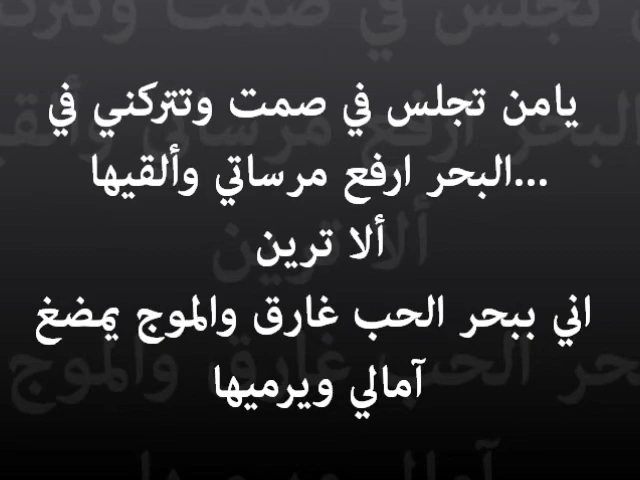 يامن تجلس في صمت وتتركني في
البحر ارفع مرساتي وألقيها...
ألا ترين
اني ببحر الحب غارق والموج يمضغ
آمالي ويرميها